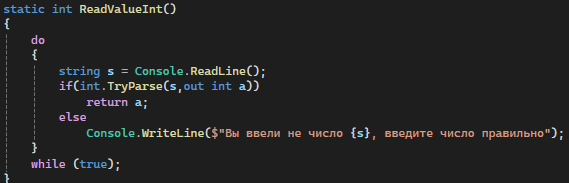 static int ReadValueInt()
{
do
{
string s = Console.ReadLine();
if(int.TryParse(s,out int a))
return a;
else
Console.WriteLine($"Вы ввели не число {s}, введите число правильно");
}
while (true);
}